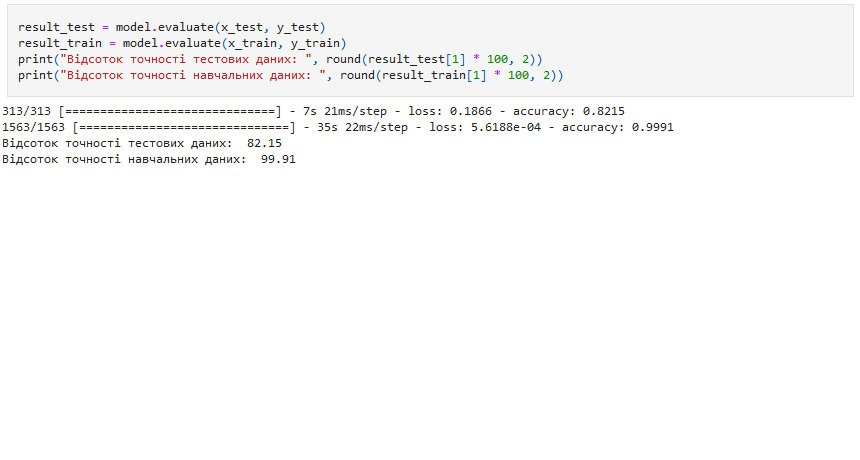 result_test = model.evaluate(x_test, y_test)
result_train = model.evaluate(x_train, y_train)
print("Відсоток точності тестових даних: ", round(result_test[1] * 100, 2))
print("Відсоток точності навчальних даних: ", round(result_train[1] * 100, 2))
313/313 [==============================] - 7s 21ms/step - loss: 0.1866 - accuracy: 0.8215
1563/1563 [==============================] - 35s 22ms/step - loss: 5.6188e-04 - accuracy: 0.9991
Відсоток точності тестових даних:  82.15
Відсоток точності навчальних даних:  99.91